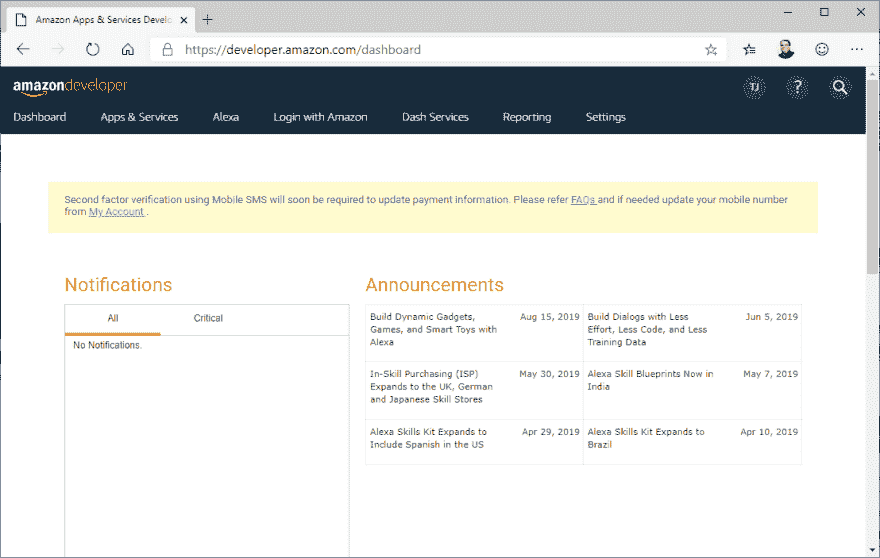 Amazon Apps & Services Develo
https://developer.amazon.com/dashboard
amazondeveloper
TJ ?
Dashboard Apps & Services Alexa Login with Amazon Dash Services Reporting Settings
Second factor verification using Mobile SMS will soon be required to update payment information. Please refer FAQs and if needed update your mobile number
from My Account .
Notifications
All Critical
No Notifications.
Announcements
Build Dynamic Gadgets, Aug 15, 2019
Games, and Smart Toys with
Alexa
Build Dialogs with Less Jun 5, 2019
Effort, Less Code, and Less
Training Data
In-Skill Purchasing (ISP) May 30, 2019
Expands to the UK, German
and Japanese Skill Stores
Alexa Skill Blueprints Now in May 7, 2019
India
Alexa Skills Kit Expands to Apr 29, 2019
Include Spanish in the US
Alexa Skills Kit Expands to Apr 10, 2019
Brazil